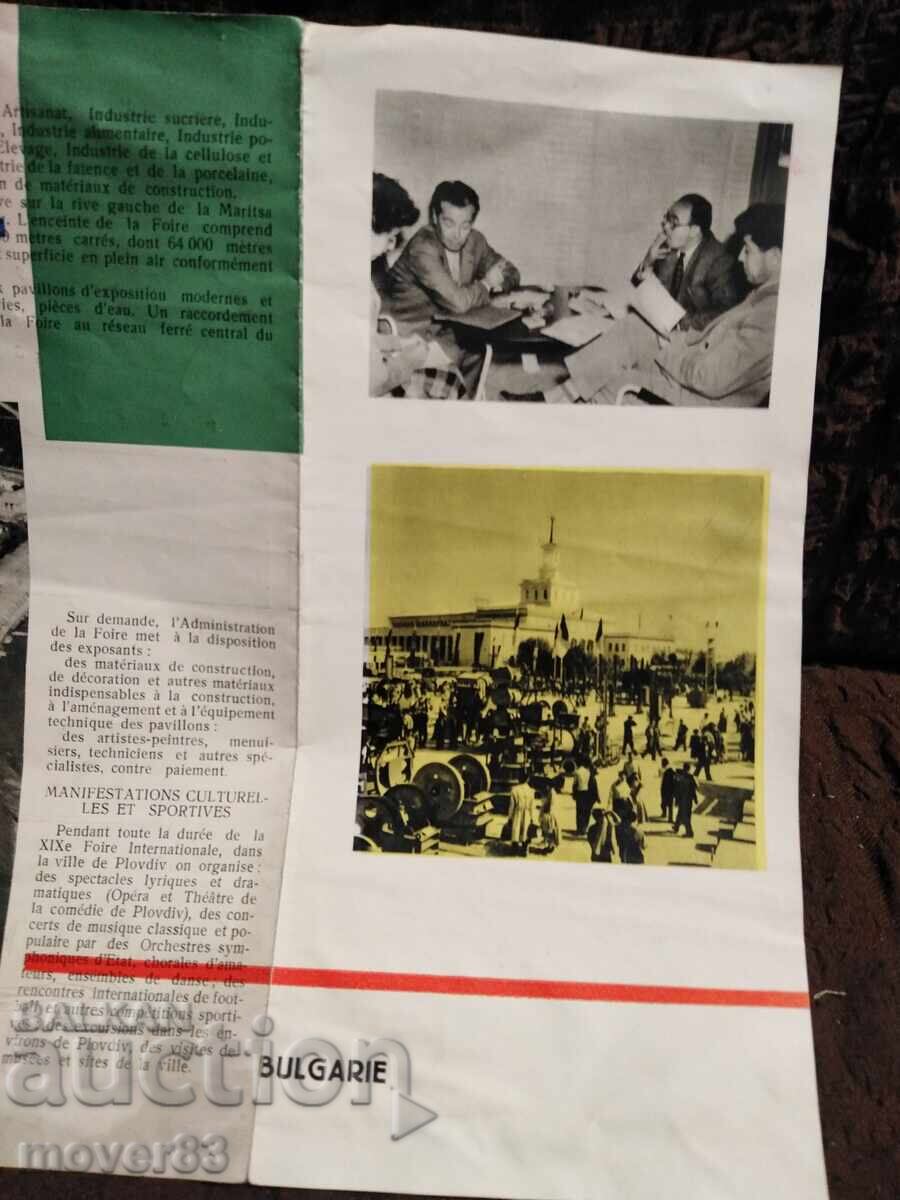 Artisanat, Industrie sucrière, Indu-
Industrie alimentaire, Industrie po-
Élevage, Industrie de la cellulose et
trie de la faïence et de la porcelaine,
n de matériaux de construction.
ve sur la rive gauche de la Maritsa
L'enceinte de la Foire comprend
0 mètres carrés, dont 64 000 mètres
superficie en plein air conformément
x pavillons d'exposition modernes et
ries, pièces d'eau. Un raccordement
la Foire au réseau ferré central du
Sur demande, l'Administration
de la Foire met à la disposition
des exposants :
des matériaux de construction,
de décoration et autres matériaux
indispensables à la construction,
à l'aménagement et à l'équipement
technique des pavillons :
des artistes-peintres, menui-
siers, techniciens et autres spé-
cialistes, contre paiement.
MANIFESTATIONS CULTUREL-
LES ET SPORTIVES
Pendant toute la durée de la
XIXe Foire Internationale, dans
la ville de Plovdiv on organise :
des spectacles lyriques et dra-
matiques (Opéra et Théâtre de
la comédie de Plovdiv), des con-
certs de musique classique et po-
pulaire par des Orchestres sym-
phoniques d'État, chorales d'ama-
teurs, ensembles de danse, des
rencontres internationales de foot-
ball et autres compétitions sporti-
ves, des excursions dans les en-
virons de Plovdiv, des visites de
musées et sites de la ville.
BULGARIE
auction
mover83